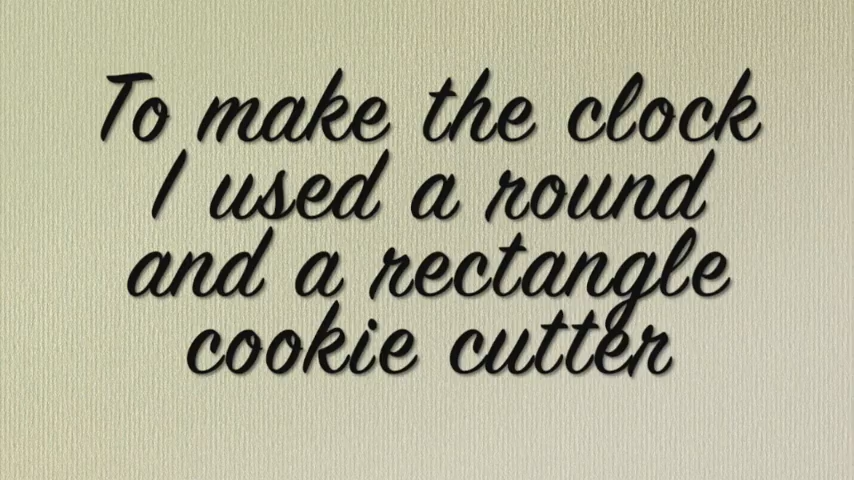 To make the clock
I used a round
and a rectangle
cookie cutter